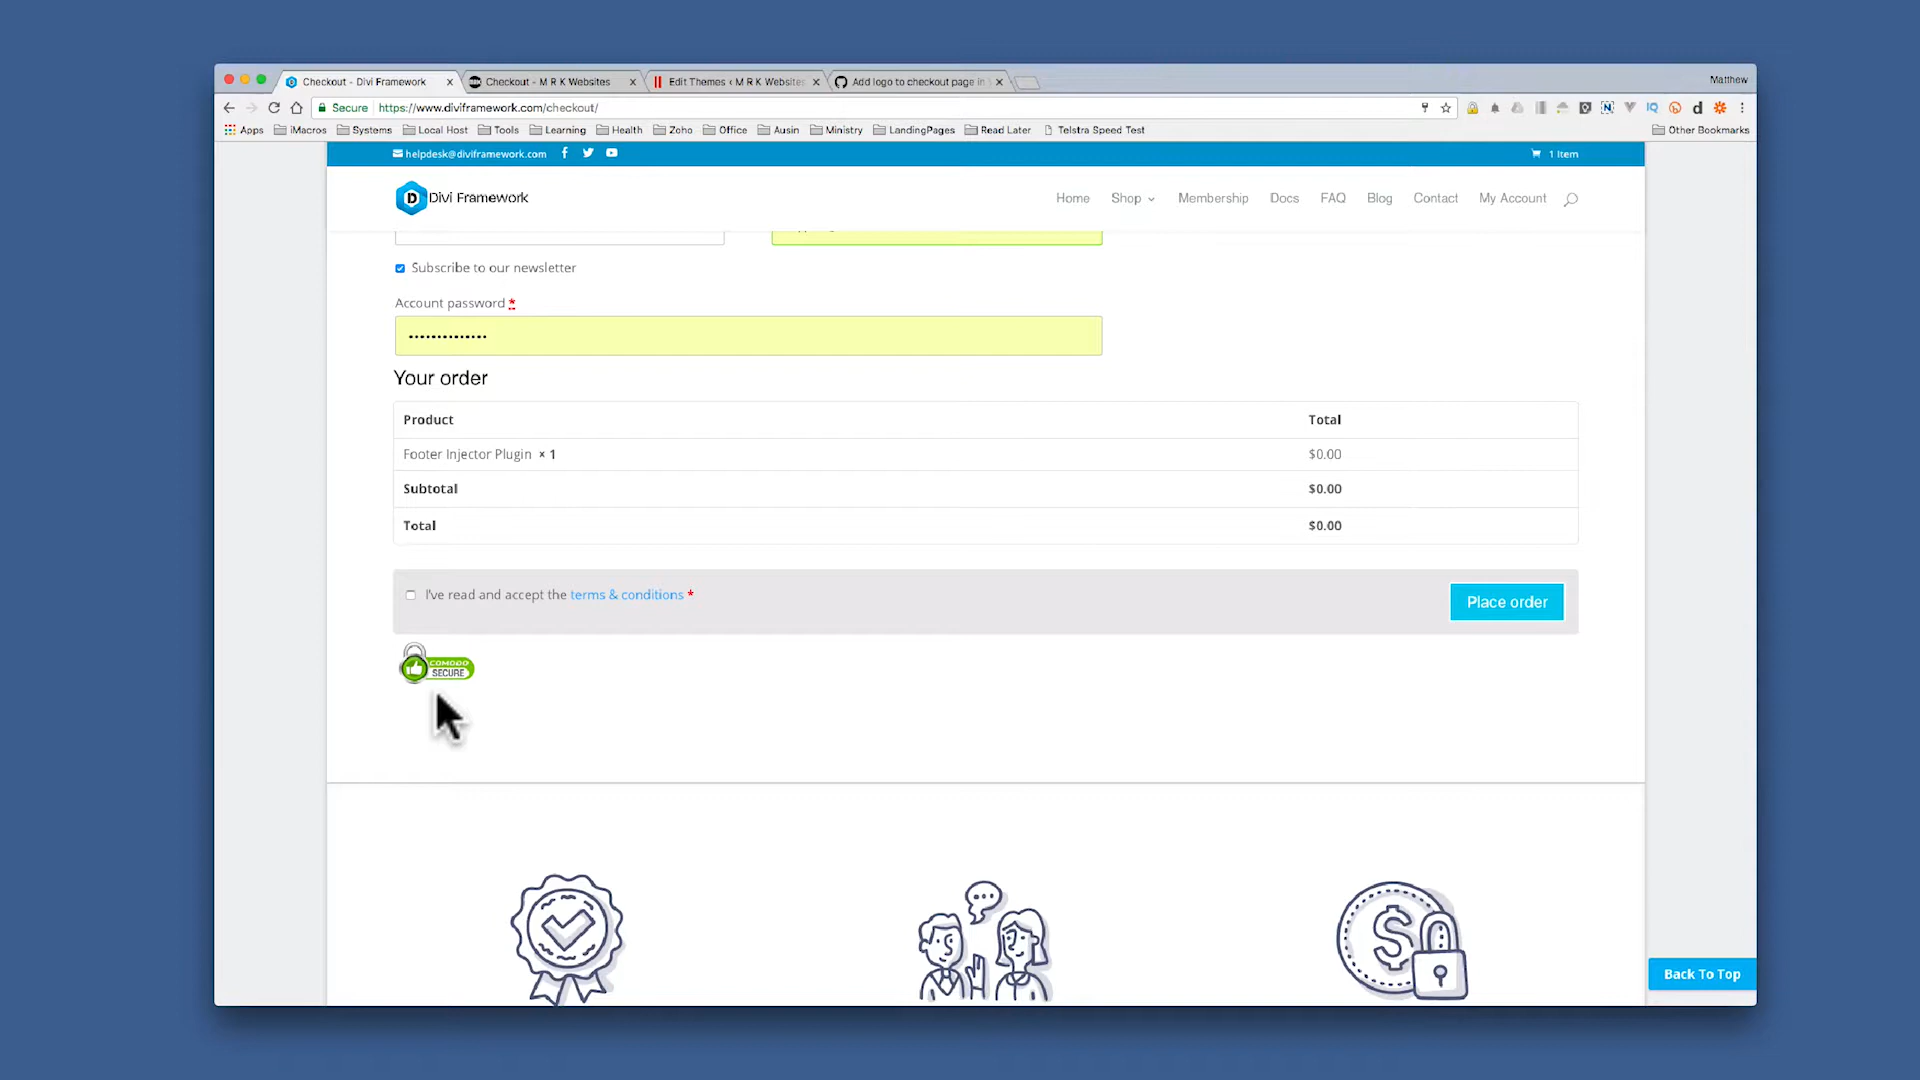 Checkout - Divi Framework
Checkout - M R K Websites
Edit Themes ‹ M R K Websites
Add logo to checkout page in
Matthew
Secure https://www.diviframework.com/checkout/
Apps iMacros Systems Local Host Tools Learning Health Zoho Office Ausin Ministry LandingPages Read Later Telstra Speed Test Other Bookmarks
helpdesk@diviframework.com 1 Item
D Divi Framework Home Shop Membership Docs FAQ Blog Contact My Account
Subscribe to our newsletter
Account password *
Your order
Product Total
Footer Injector Plugin × 1 $0.00
Subtotal $0.00
Total $0.00
I've read and accept the terms & conditions * Place order
COMODO
SECURE
Back To Top